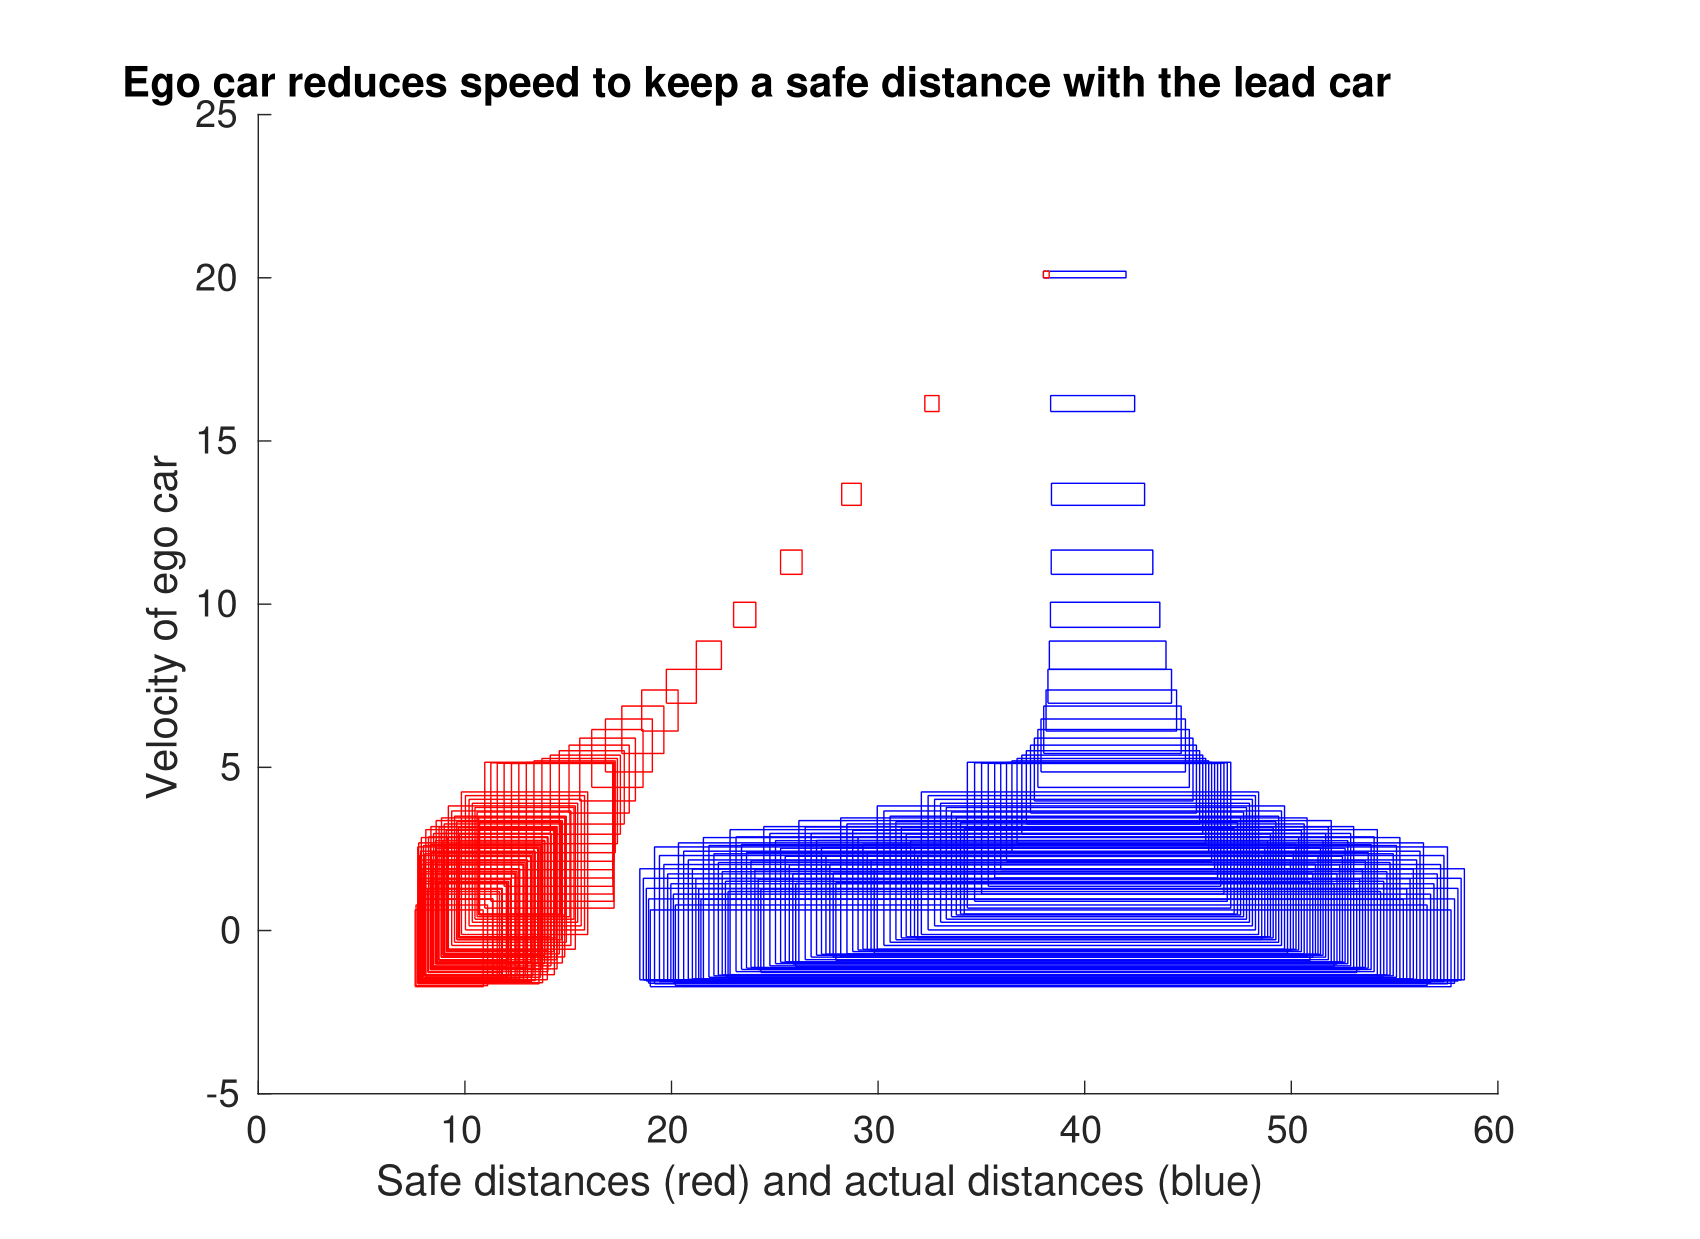 Ego car reduces speed to keep a safe distance with the lead car
25
20
15
10
5
0
-5
Velocity of ego car
0 10 20 30 40 50 60
Safe distances (red) and actual distances (blue)